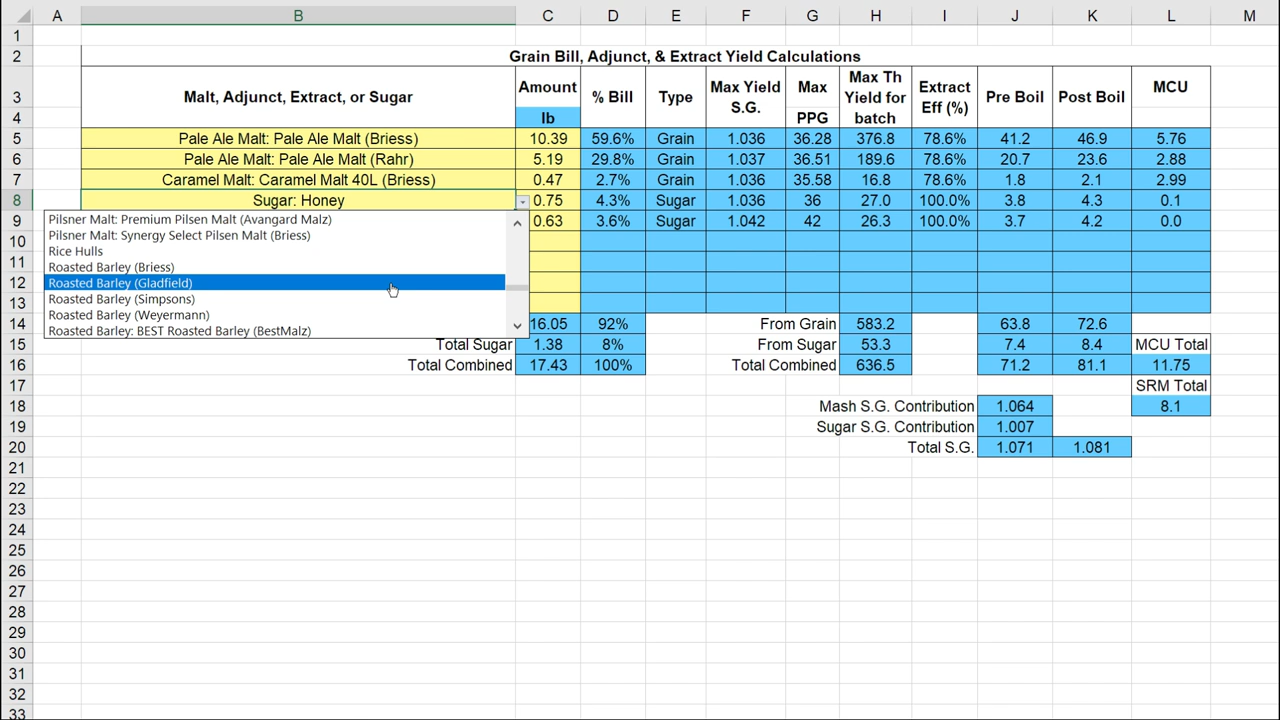 A B C D E F G H I J K L M
1
2 Grain Bill, Adjunct, & Extract Yield Calculations
3 Malt, Adjunct, Extract, or Sugar Amount % Bill Type Max Yield S.G. Max Max Th Yield for batch Extract Eff (%) Pre Boil Post Boil MCU
4 lb PPG
5 Pale Ale Malt: Pale Ale Malt (Briess) 10.39 59.6% Grain 1.036 36.28 376.8 78.6% 41.2 46.9 5.76
6 Pale Ale Malt: Pale Ale Malt (Rahr) 5.19 29.8% Grain 1.037 36.51 189.6 78.6% 20.7 23.6 2.88
7 Caramel Malt: Caramel Malt 40L (Briess) 0.47 2.7% Grain 1.036 35.58 16.8 78.6% 1.8 2.1 2.99
8 Sugar: Honey 0.75 4.3% Sugar 1.036 36 27.0 100.0% 3.8 4.3 0.1
9 0.63 3.6% Sugar 1.042 42 26.3 100.0% 3.7 4.2 0.0
Pilsner Malt: Premium Pilsen Malt (Avangard Malz)
Pilsner Malt: Synergy Select Pilsen Malt (Briess)
Rice Hulls
Roasted Barley (Briess)
Roasted Barley (Gladfield)
Roasted Barley (Simpsons)
Roasted Barley (Weyermann)
Roasted Barley: BEST Roasted Barley (BestMalz)
10
11
12
13
14 16.05 92% From Grain 583.2 63.8 72.6
15 Total Sugar 1.38 8% From Sugar 53.3 7.4 8.4 MCU Total
16 Total Combined 17.43 100% Total Combined 636.5 71.2 81.1 11.75
17 SRM Total
18 Mash S.G. Contribution 1.064 8.1
19 Sugar S.G. Contribution 1.007
20 Total S.G. 1.071 1.081
21
22
23
24
25
26
27
28
29
30
31
32
33